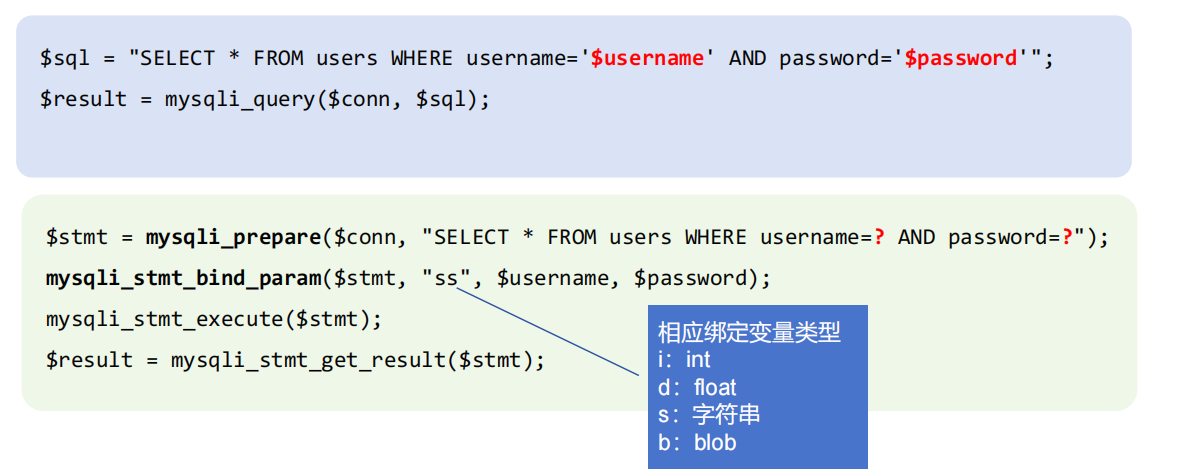 $sql = "SELECT * FROM users WHERE username='$username' AND password='$password'";
$result = mysqli_query($conn, $sql);
$stmt = mysqli_prepare($conn, "SELECT * FROM users WHERE username=? AND password=?");
mysqli_stmt_bind_param($stmt, "ss", $username, $password);
mysqli_stmt_execute($stmt);
$result = mysqli_stmt_get_result($stmt);
相应绑定变量类型
i：int
d：float
s：字符串
b：blob